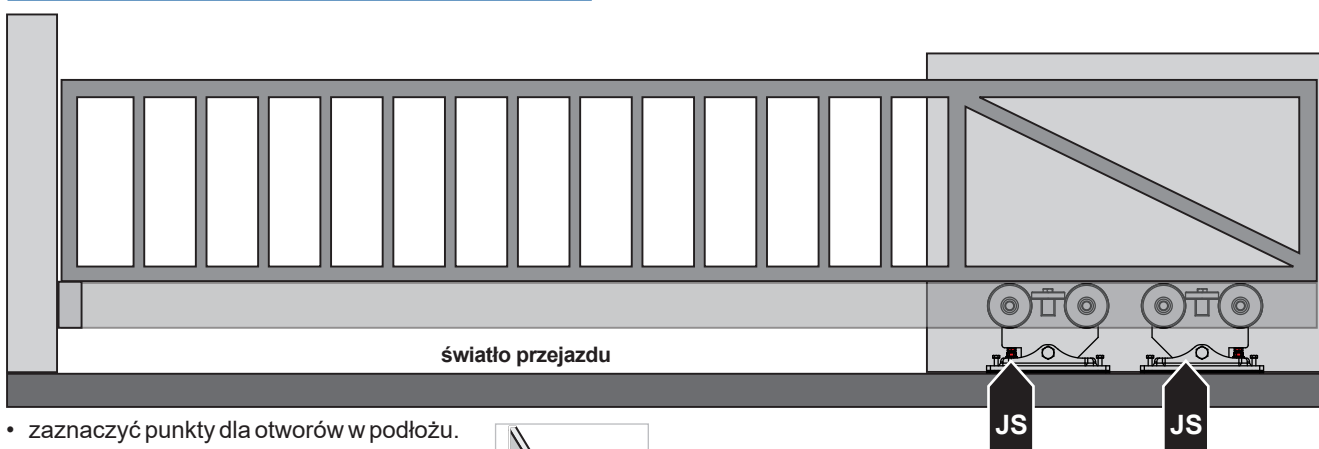 światło przejazdu
JS JS
• zaznaczyć punkty dla otworów w podłożu.